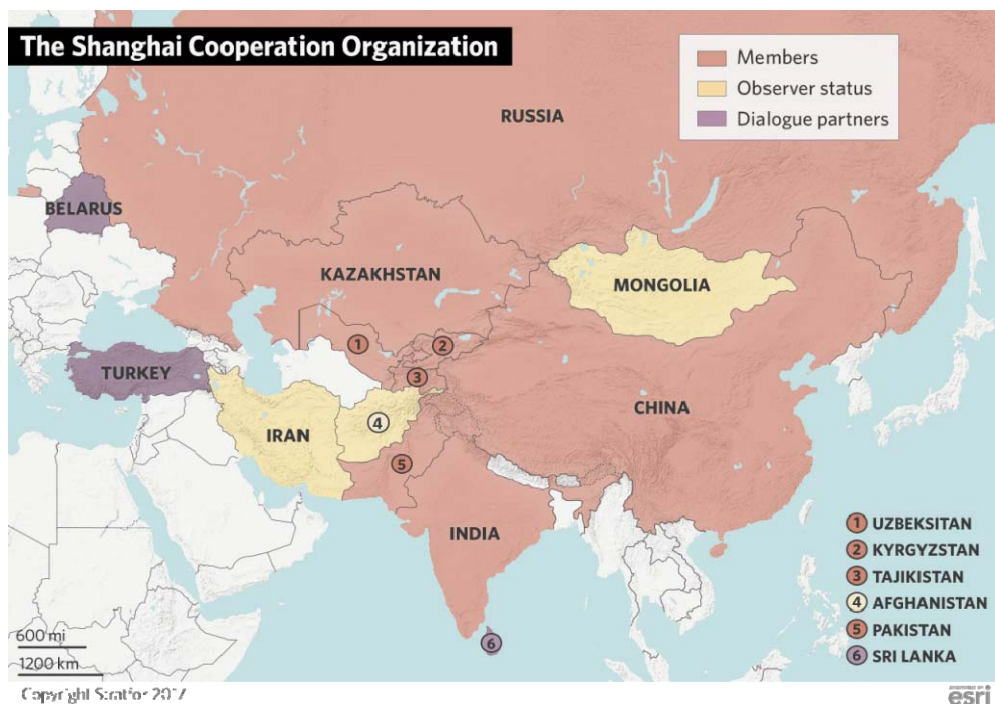 The Shanghai Cooperation Organization
Members
Observer status
Dialogue partners
RUSSIA
BELARUS
KAZAKHSTAN
MONGOLIA
1
2
TURKEY
3
CHINA
4
IRAN
5
INDIA
1 UZBEKSITAN
2 KYRGYZSTAN
3 TAJIKISTAN
4 AFGHANISTAN
5 PAKISTAN
6 SRI LANKA
6
600 mi
1200 km
Copyright Stratfor 2017
esri